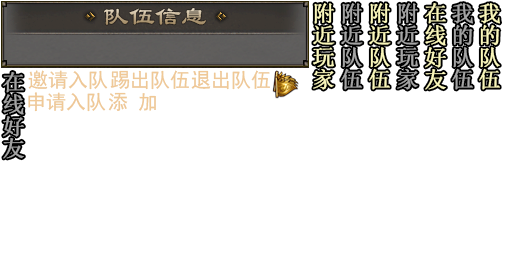 队伍信息
附近玩家
附近队伍
附近队伍
附近玩家
在线好友
我的队伍
我的队伍
在线好友
邀请入队踢出队伍退出队伍
申请入队添 加